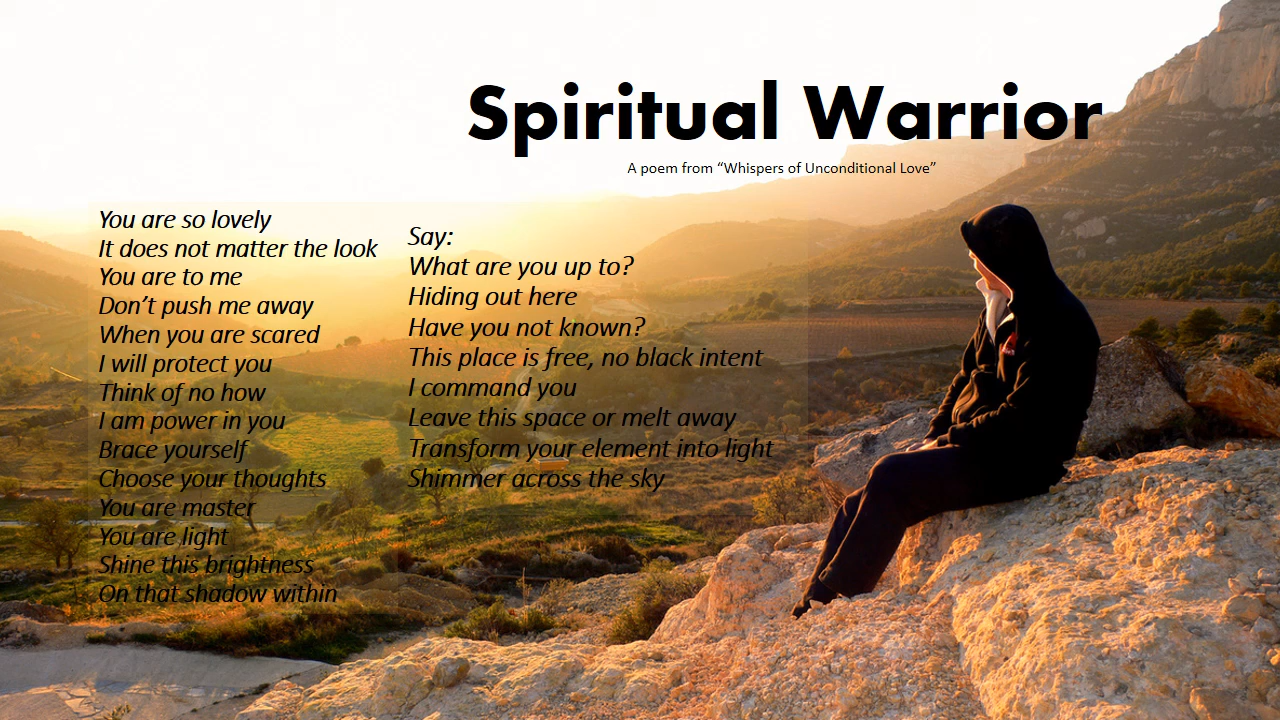 Spiritual Warrior
A poem from “Whispers of Unconditional Love”
You are so lovely
It does not matter the look
You are to me
Don’t push me away
When you are scared
I will protect you
Think of no how
I am power in you
Brace yourself
Choose your thoughts
You are master
You are light
Shine this brightness
On that shadow within
Say:
What are you up to?
Hiding out here
Have you not known?
This place is free, no black intent
I command you
Leave this space or melt away
Transform your element into light
Shimmer across the sky